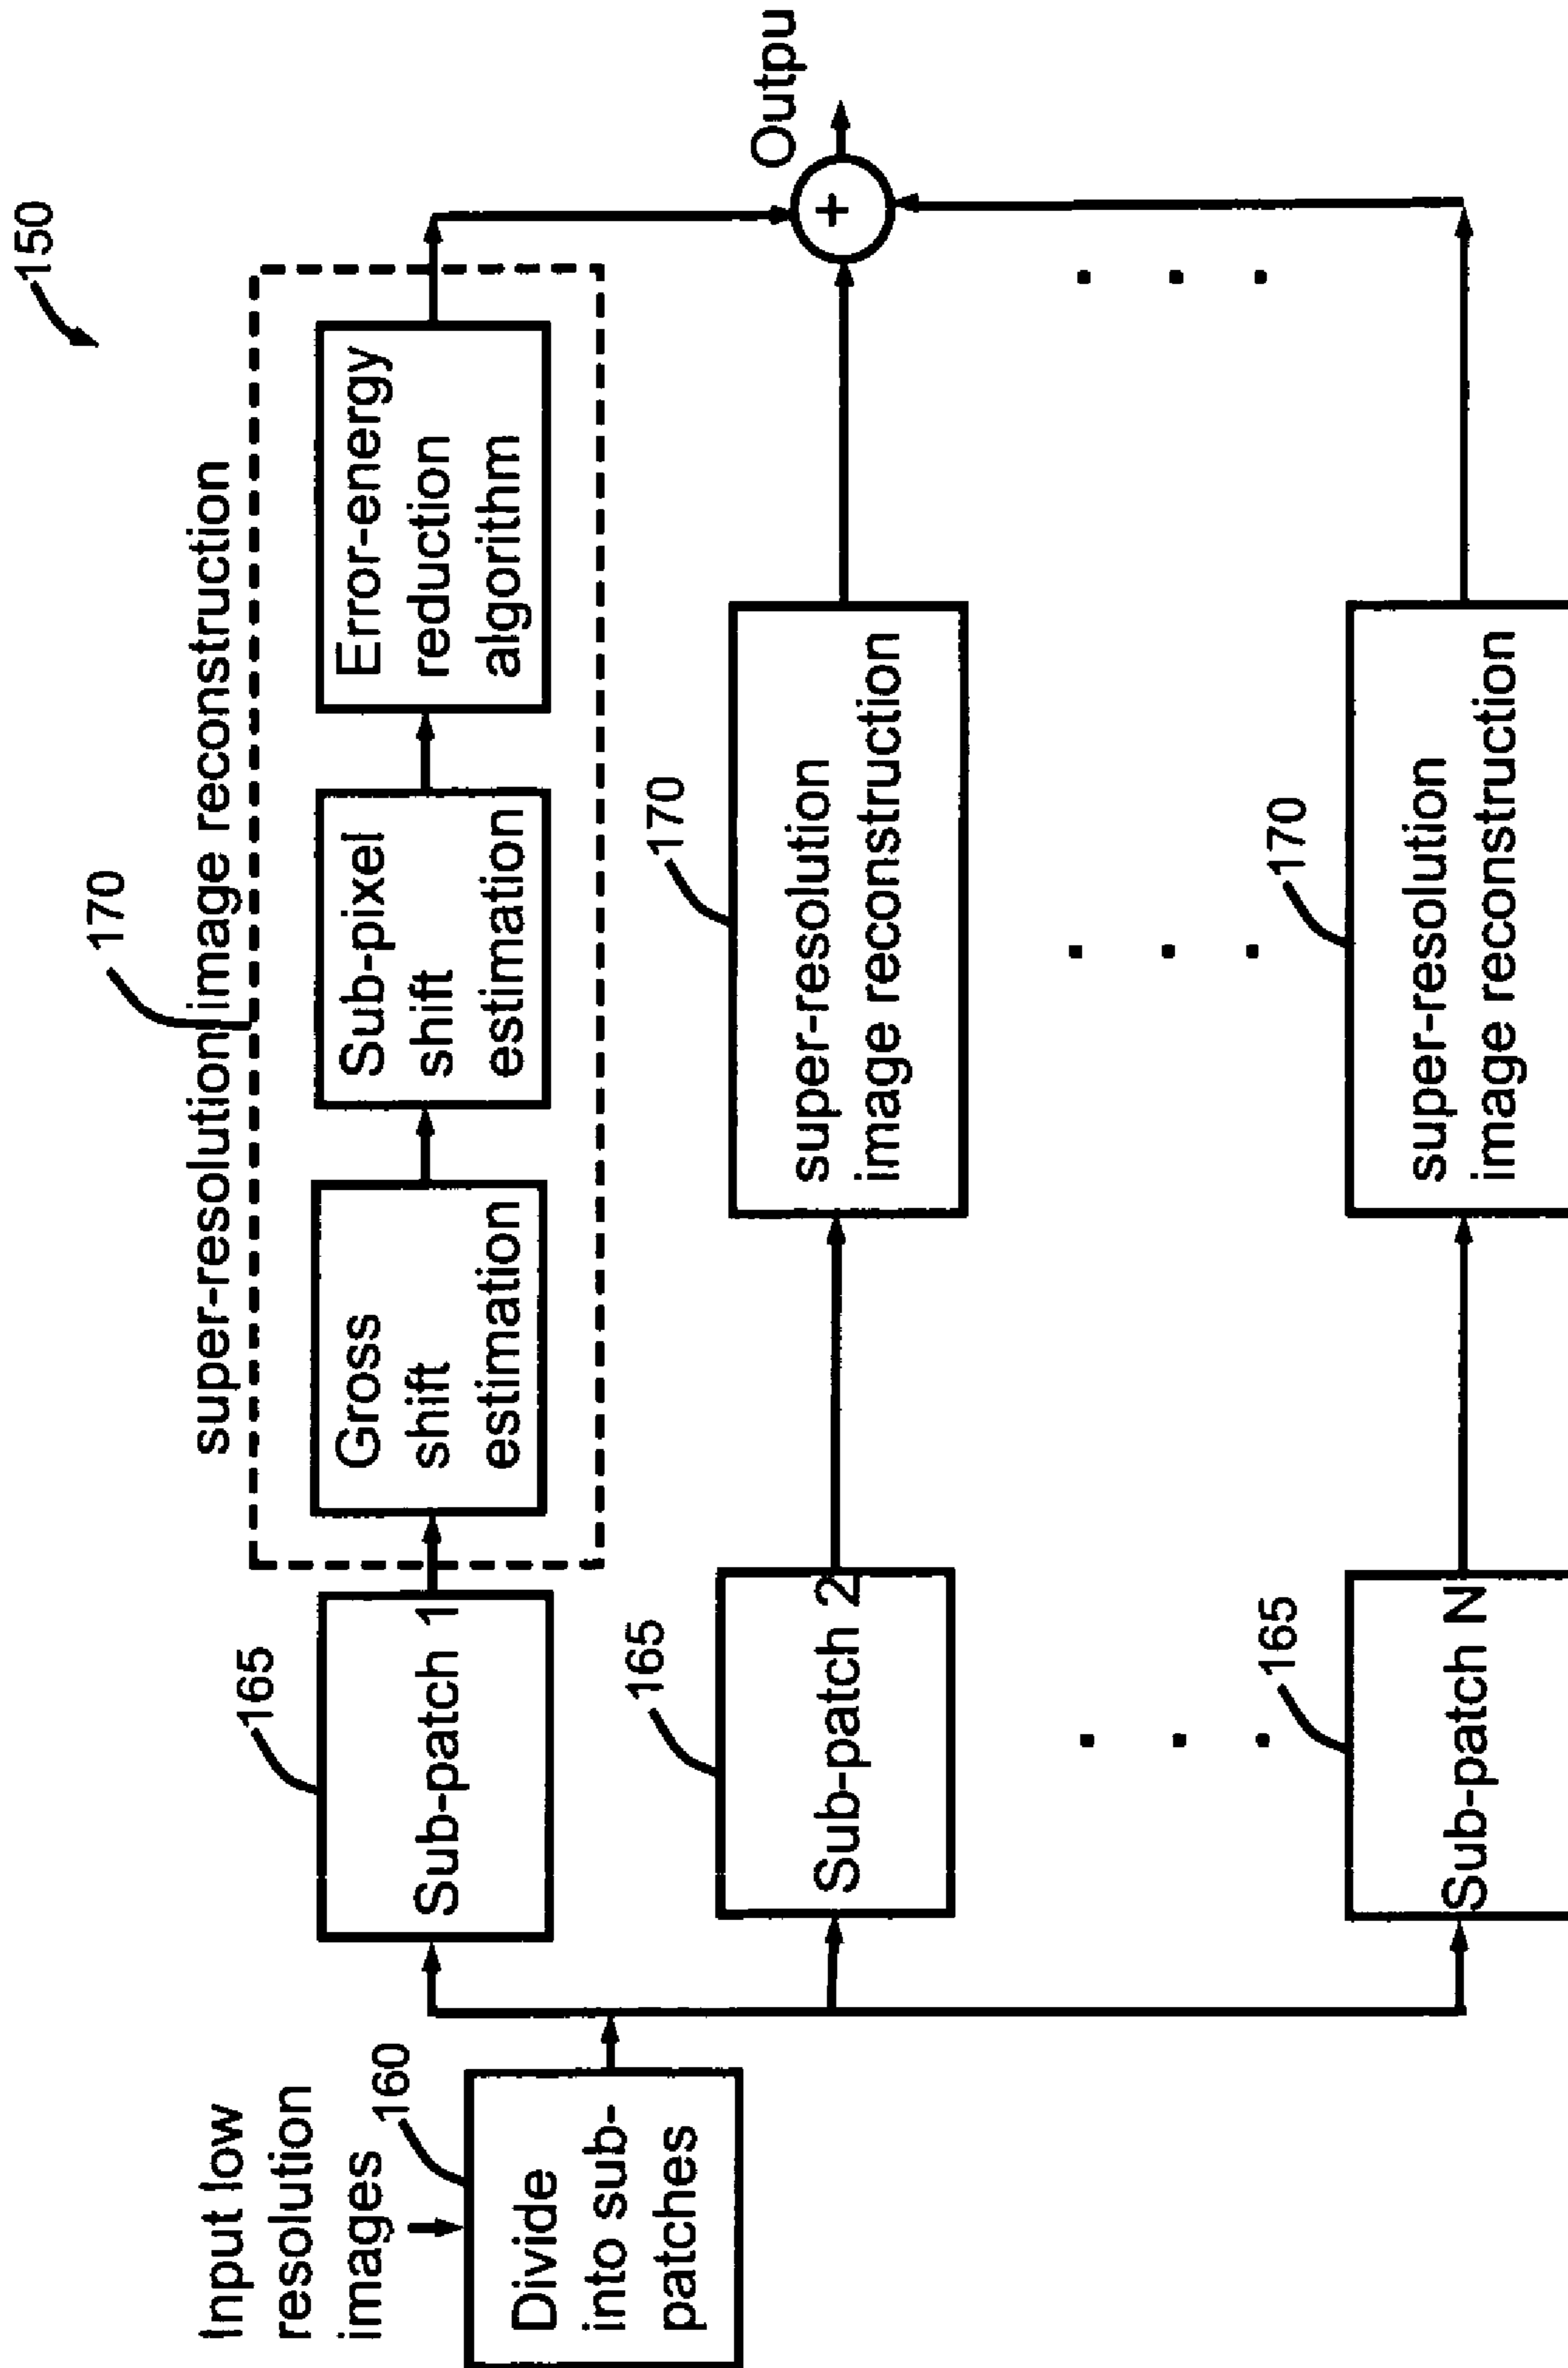 150
170
super-resolution image reconstruction
Input low
resolution
images
160
Divide
into sub-
patches
165
Sub-patch 1
Gross
shift
estimation
Sub-pixel
shift
estimation
Error-energy
reduction
algorithm
165
Sub-patch 2
170
super-resolution
image reconstruction
+
Outpu
. . .
. . .
. . .
165
Sub-patch N
170
super-resolution
image reconstruction